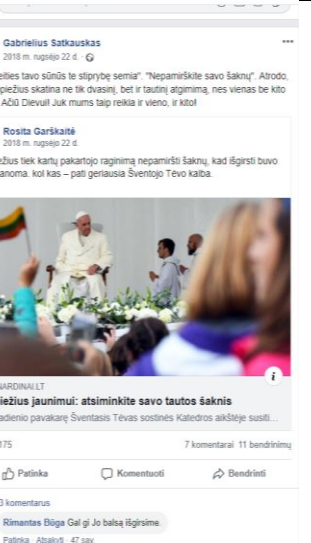 Gabrielius Satkauskas
2018 m. rugsėjo 22 d. ·
eities tavo sūnūs te stiprybę semia". "Nepamirškite savo šaknų". Atrodo,
piežius skatina ne tik dvasinį, bet ir tautinį atgimimą, nes vienas be kito
Ačiū Dievui! Juk mums taip reikia ir vieno, ir kito!
Rosita Garškaitė
2018 m. rugsėjo 22 d.
ežius tiek kartų pakartojo raginimą nepamiršti šaknų, kad išgirsti buvo
anoma. kol kas – pati geriausia Šventojo Tėvo kalba.
NARDINAI.LT
iežius jaunimui: atsiminkite savo tautos šaknis
adienio pavakarę Šventasis Tėvas sostinės Katedros aikštėje susiti...
175
7 komentarai 11 bendrinimų
Patinka Komentuoti Bendrinti
3 komentarus
Rimantas Būga Gal gi Jo balsą išgirsime.
Patinka · Atsakyti · 47 sav.